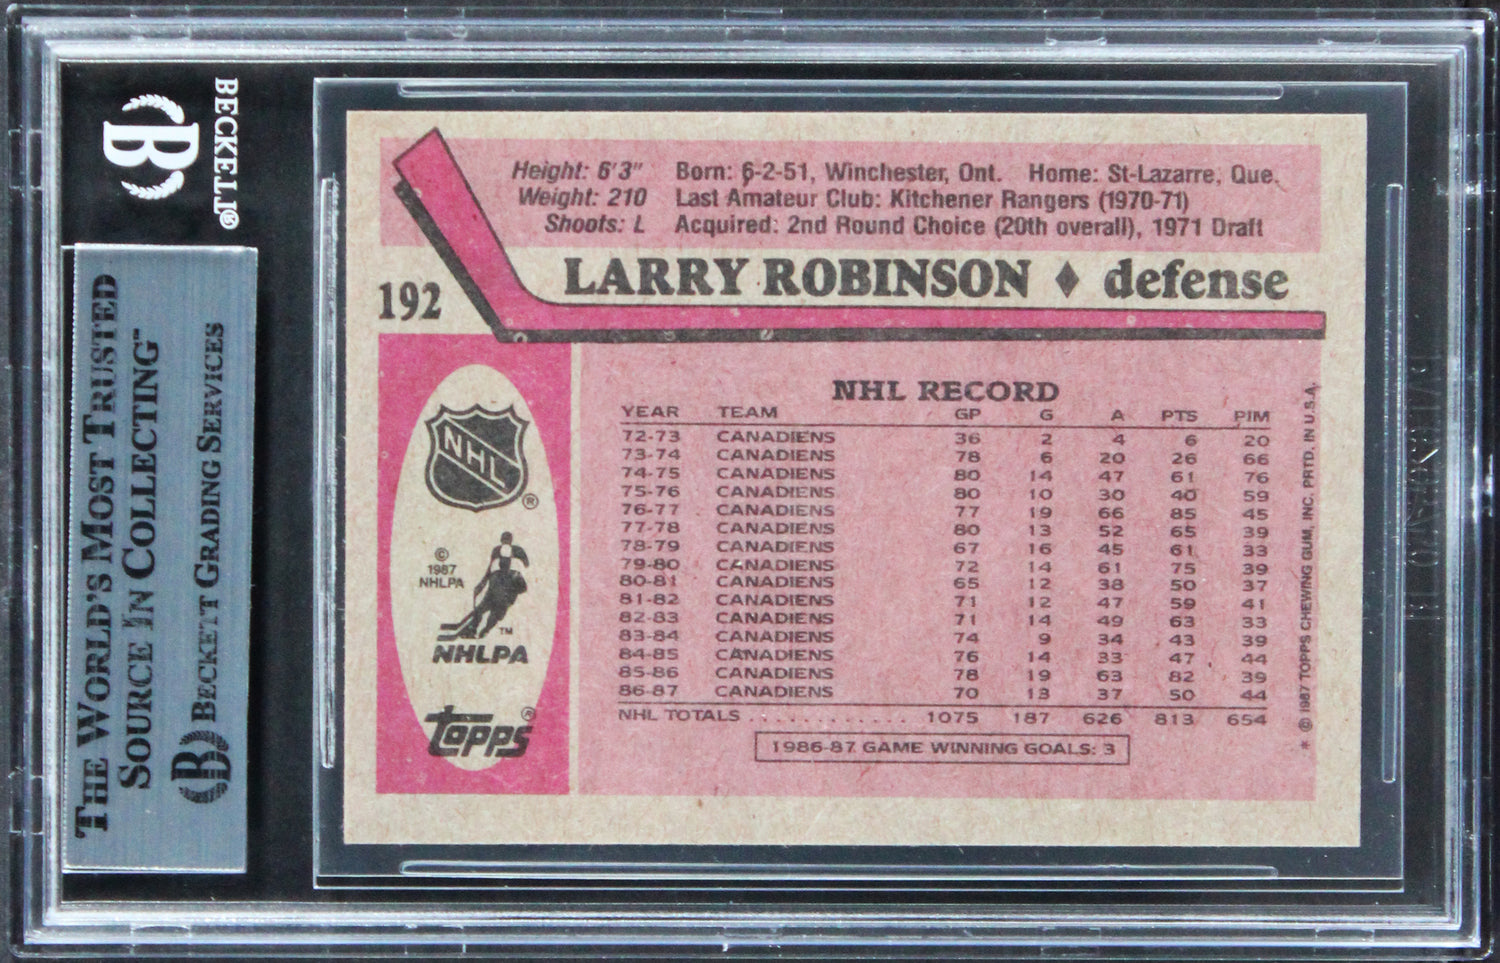 BECKETT®
B
THE WORLD'S MOST TRUSTED
SOURCE IN COLLECTING™
B BECKETT GRADING SERVICES
Height: 6'3" Born: 6-2-51, Winchester, Ont. Home: St-Lazarre, Que.
Weight: 210 Last Amateur Club: Kitchener Rangers (1970-71)
Shoots: L Acquired: 2nd Round Choice (20th overall), 1971 Draft
192 LARRY ROBINSON ♦ defense
NHL ®
© 1987
NHLPA
TM
NHLPA
topps®
NHL RECORD
YEAR TEAM GP G A PTS PIM
72-73 CANADIENS 36 2 4 6 20
73-74 CANADIENS 78 6 20 26 66
74-75 CANADIENS 80 14 47 61 76
75-76 CANADIENS 80 10 30 40 59
76-77 CANADIENS 77 19 66 85 45
77-78 CANADIENS 80 13 52 65 39
78-79 CANADIENS 67 16 45 61 33
79-80 CANADIENS 72 14 61 75 39
80-81 CANADIENS 65 12 38 50 37
81-82 CANADIENS 71 12 47 59 41
82-83 CANADIENS 71 14 49 63 33
83-84 CANADIENS 74 9 34 43 39
84-85 CANADIENS 76 14 33 47 44
85-86 CANADIENS 78 19 63 82 39
86-87 CANADIENS 70 13 37 50 44
NHL TOTALS . . . . . . . . . . . . 1075 187 626 813 654
1986-87 GAME WINNING GOALS: 3
* © 1987 TOPPS CHEWING GUM, INC. PRTD. IN U.S.A.